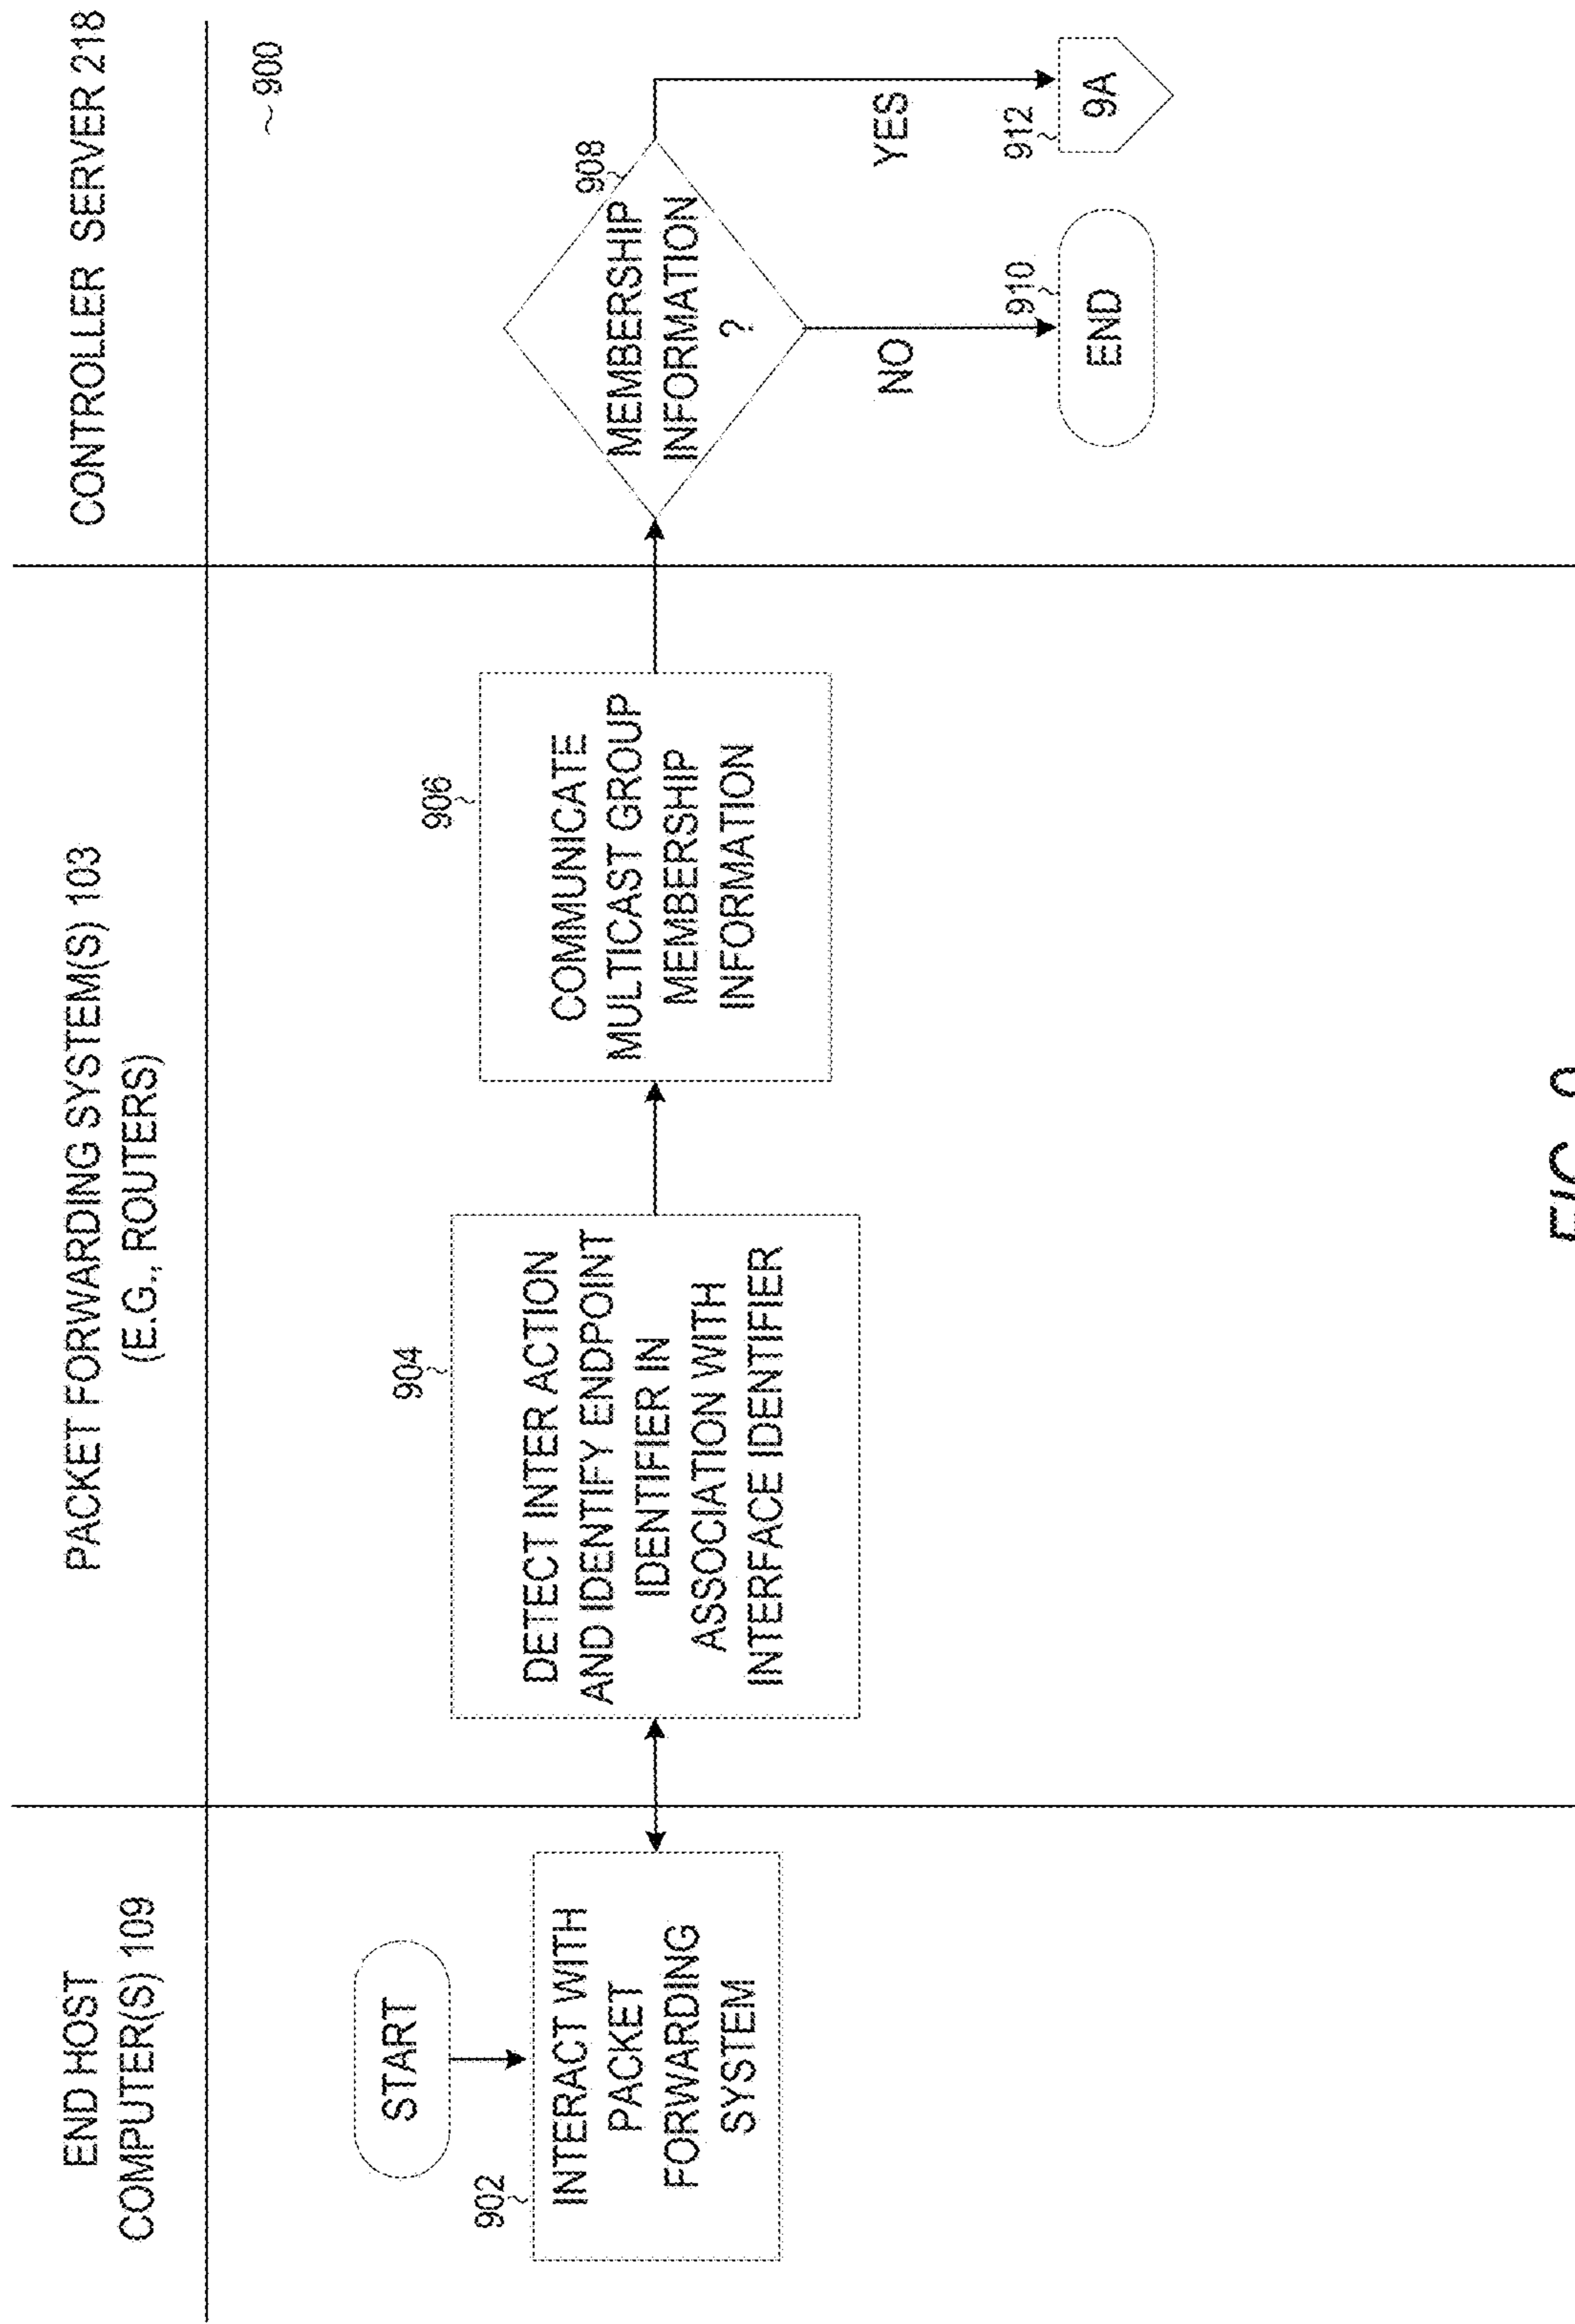 END HOST
COMPUTER(S) 109
PACKET FORWARDING SYSTEM(S) 103
(E.G., ROUTERS)
CONTROLLER SERVER 218
~900
START
902
INTERACT WITH
PACKET
FORWARDING
SYSTEM
904
DETECT INTER ACTION
AND IDENTIFY ENDPOINT
IDENTIFIER IN
ASSOCIATION WITH
INTERFACE IDENTIFIER
906
COMMUNICATE
MULTICAST GROUP
MEMBERSHIP
INFORMATION
908
MEMBERSHIP
INFORMATION
?
NO
YES
910
END
912
9A
FIG.